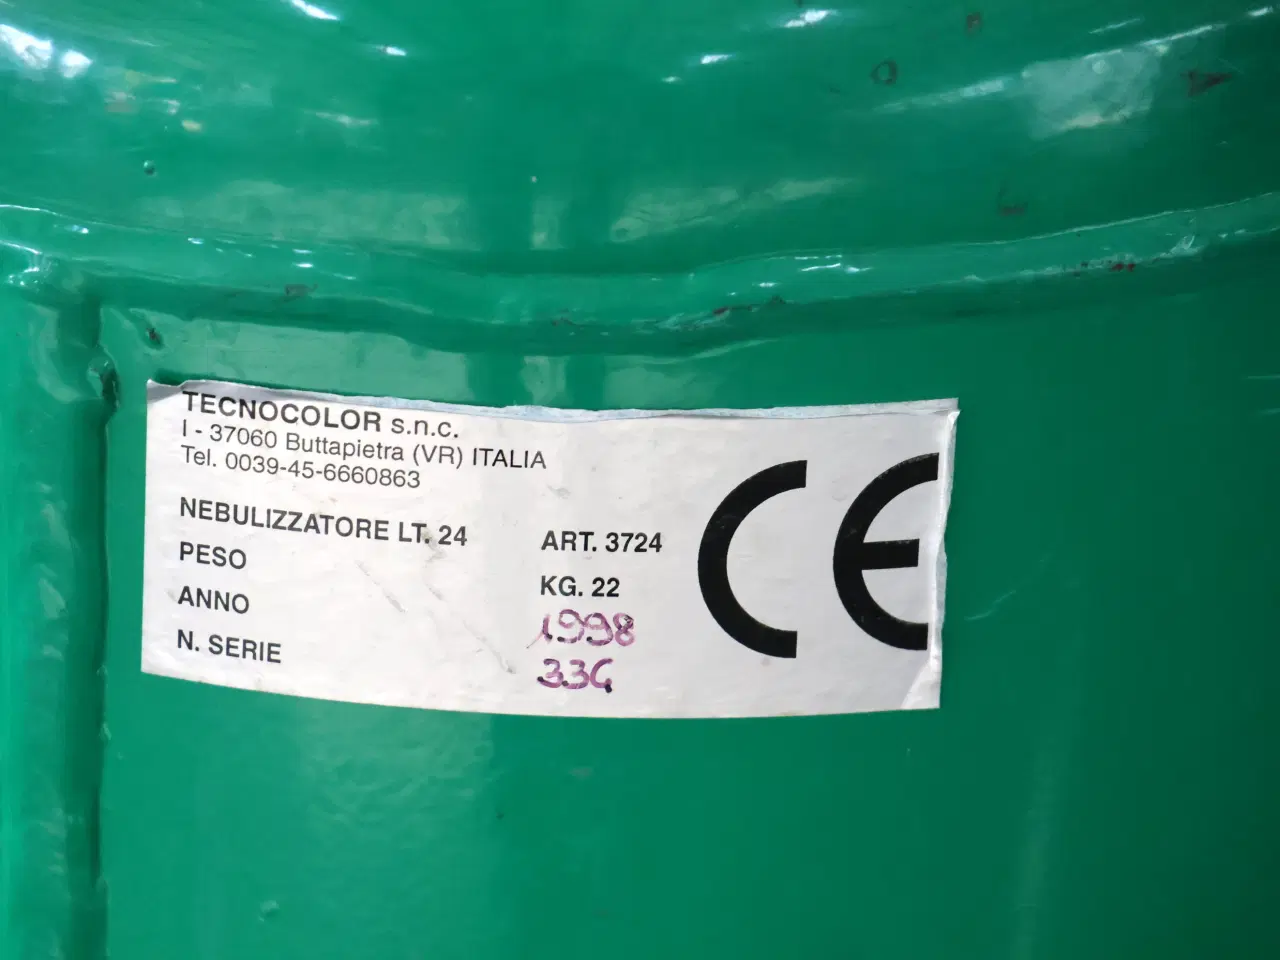 TECNOCOLOR s.n.c.
I - 37060 Buttapietra (VR) ITALIA
Tel. 0039-45-6660863
NEBULIZZATORE LT. 24 ART. 3724
PESO KG. 22
ANNO 1998
N. SERIE
CE